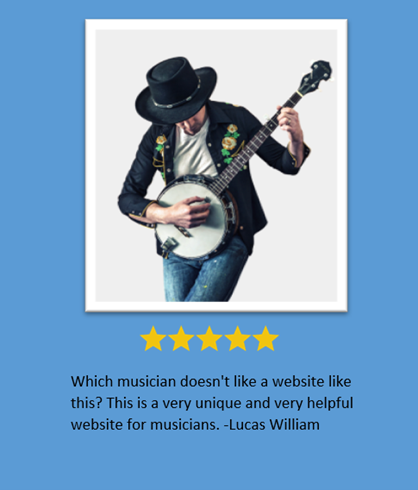 Which musician doesn't like a website like
this? This is a very unique and very helpful
website for musicians. -Lucas William